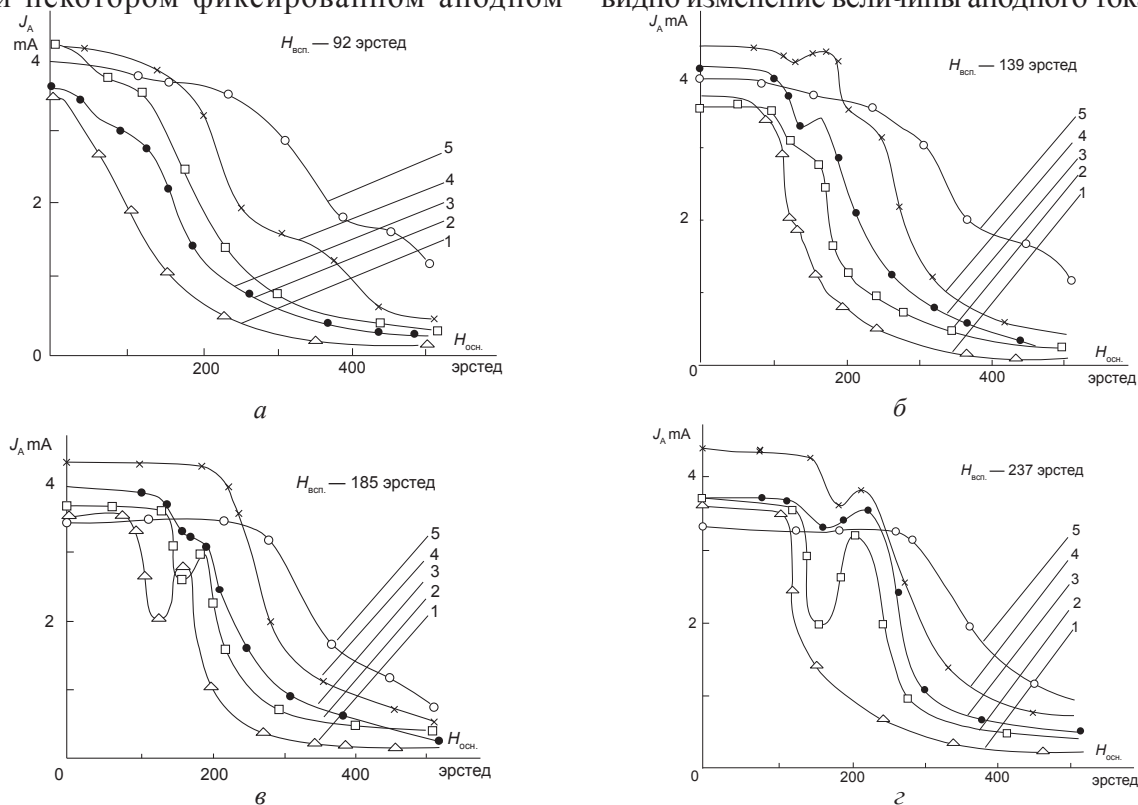 и некотором фиксированном анодном
видно изменение величины анодного ток
J_A
mA
H_всп. — 92 эрстед
4
5
4
3
2
2
1
0
200
400
H_осн.
эрстед
а
J_A mA
H_всп. — 139 эрстед
4
5
4
3
2
1
2
0
200
400
H_осн.
эрстед
б
J_A mA
H_всп. — 185 эрстед
4
5
4
3
2
1
2
0
200
400
H_осн.
эрстед
в
J_A mA
H_всп. — 237 эрстед
4
5
4
3
2
1
2
0
200
400
H_осн.
эрстед
г